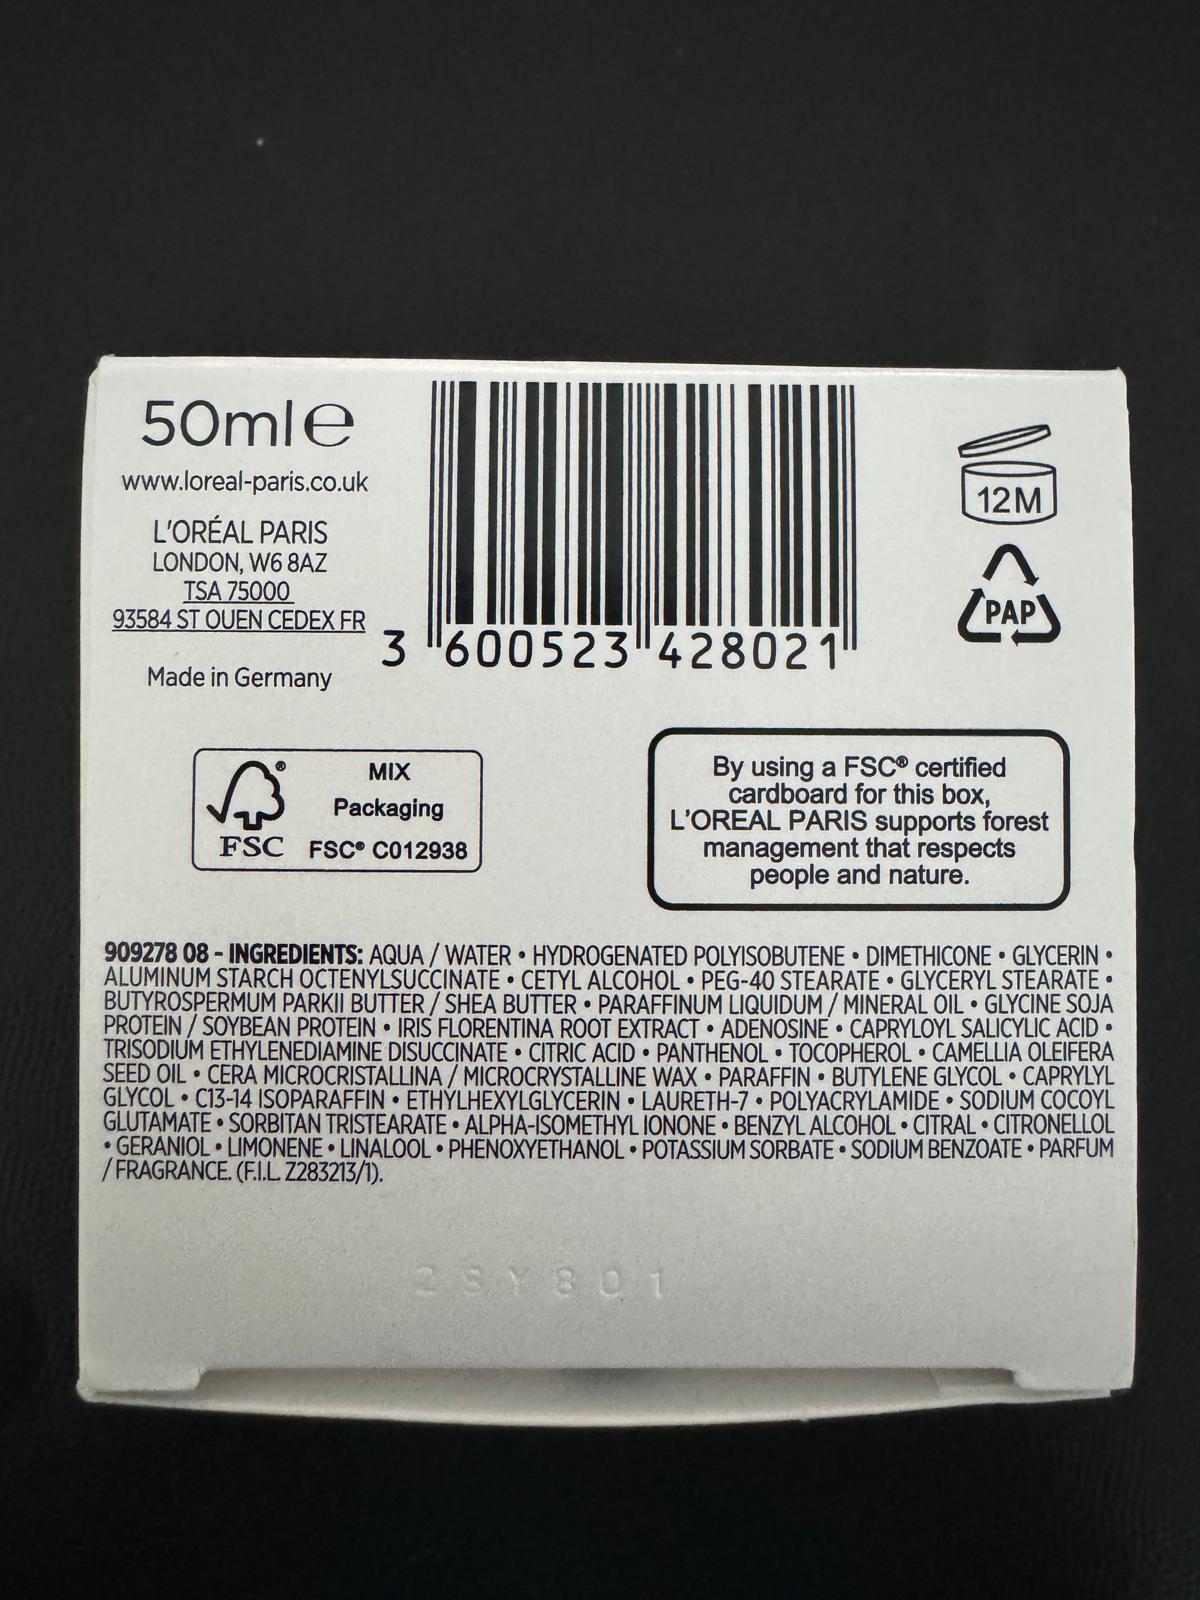 50ml℮
www.loreal-paris.co.uk
L'ORÉAL PARIS
LONDON, W6 8AZ
TSA 75000
93584 ST OUEN CEDEX FR
Made in Germany
3 600523 428021
12M
PAP
®
FSC
MIX
Packaging
FSC® C012938
By using a FSC® certified
cardboard for this box,
L'OREAL PARIS supports forest
management that respects
people and nature.
909278 08 - INGREDIENTS: AQUA / WATER • HYDROGENATED POLYISOBUTENE • DIMETHICONE • GLYCERIN •
ALUMINUM STARCH OCTENYLSUCCINATE • CETYL ALCOHOL • PEG-40 STEARATE • GLYCERYL STEARATE •
BUTYROSPERMUM PARKII BUTTER / SHEA BUTTER • PARAFFINUM LIQUIDUM / MINERAL OIL • GLYCINE SOJA
PROTEIN / SOYBEAN PROTEIN • IRIS FLORENTINA ROOT EXTRACT • ADENOSINE • CAPRYLOYL SALICYLIC ACID •
TRISODIUM ETHYLENEDIAMINE DISUCCINATE • CITRIC ACID • PANTHENOL • TOCOPHEROL • CAMELLIA OLEIFERA
SEED OIL • CERA MICROCRISTALLINA / MICROCRYSTALLINE WAX • PARAFFIN • BUTYLENE GLYCOL • CAPRYLYL
GLYCOL • C13-14 ISOPARAFFIN • ETHYLHEXYLGLYCERIN • LAURETH-7 • POLYACRYLAMIDE • SODIUM COCOYL
GLUTAMATE • SORBITAN TRISTEARATE • ALPHA-ISOMETHYL IONONE • BENZYL ALCOHOL • CITRAL • CITRONELLOL
• GERANIOL • LIMONENE • LINALOOL • PHENOXYETHANOL • POTASSIUM SORBATE • SODIUM BENZOATE • PARFUM
/ FRAGRANCE. (F.I.L. Z283213/1).